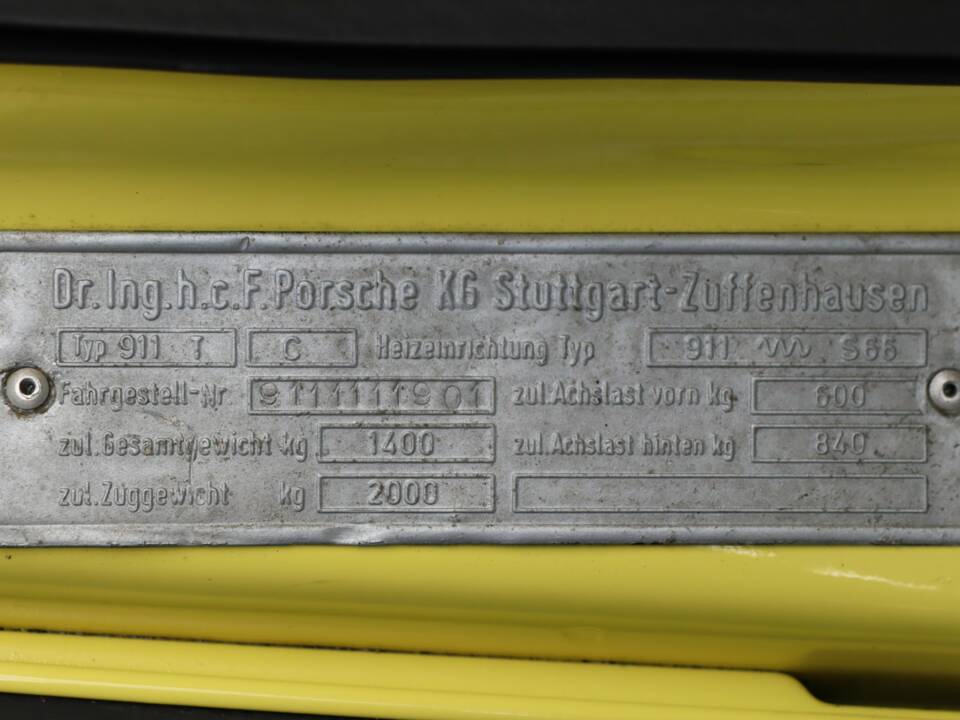 Dr.Ing.h.c.F.Porsche KG Stuttgart-Zuffenhausen
Typ 911 T C Heizeinrichtung Typ 911 S66
Fahrgestell-Nr. 9111111901 zul.Achslast vorn kg 600
zul.Gesamtgewicht kg 1400 zul.Achslast hinten kg 840
zul.Zuggewicht kg 2000